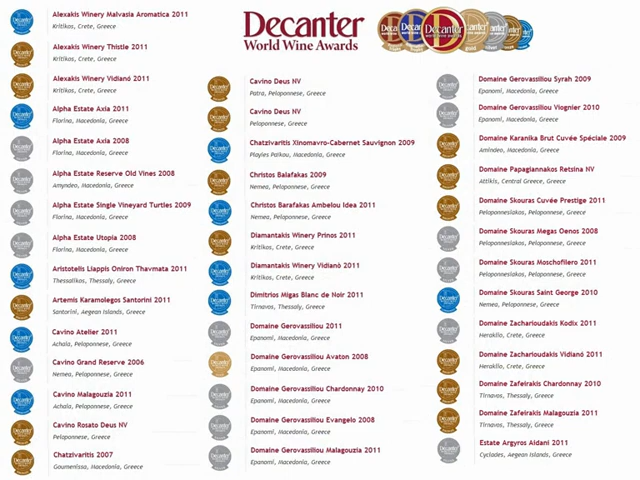 Decanter
World Wine Awards
Alexakis Winery Malvasia Aromatica 2011
Kritikos, Crete, Greece
Alexakis Winery Thistle 2011
Kritikos, Crete, Greece
Alexakis Winery Vidianó 2011
Kritikos, Crete, Greece
Alpha Estate Axia 2011
Florina, Macedonia, Greece
Alpha Estate Axia 2008
Florina, Macedonia, Greece
Alpha Estate Reserve Old Vines 2008
Amyndeo, Macedonia, Greece
Alpha Estate Single Vineyard Turtles 2009
Florina, Macedonia, Greece
Alpha Estate Utopia 2008
Florina, Macedonia, Greece
Aristotelis Liappis Oniron Thavmata 2011
Thessalikos, Thessaly, Greece
Artemis Karamolegos Santorini 2011
Santorini, Aegean Islands, Greece
Cavino Atelier 2011
Achaia, Peloponnese, Greece
Cavino Grand Reserve 2006
Nemea, Peloponnese, Greece
Cavino Malagouzia 2011
Achaia, Peloponnese, Greece
Cavino Rosato Deus NV
Peloponnese, Greece
Chatzivaritis 2007
Goumenissa, Macedonia, Greece
Cavino Deus NV
Patra, Peloponnese, Greece
Cavino Deus NV
Peloponnese, Greece
Chatzivaritis Xinomavro-Cabernet Sauvignon 2009
Playies Paikou, Macedonia, Greece
Christos Balafakas 2009
Nemea, Peloponnese, Greece
Christos Barafakas Ambelou Idea 2011
Nemea, Peloponnese, Greece
Diamantakis Winery Prinos 2011
Kritikos, Crete, Greece
Diamantakis Winery Vidianò 2011
Kritikos, Crete, Greece
Dimitrios Migas Blanc de Noir 2011
Tirnavos, Thessaly, Greece
Domaine Gerovassiliou 2011
Epanomi, Macedonia, Greece
Domaine Gerovassiliou Avaton 2008
Epanomi, Macedonia, Greece
Domaine Gerovassiliou Chardonnay 2010
Epanomi, Macedonia, Greece
Domaine Gerovassiliou Evangelo 2008
Epanomi, Macedonia, Greece
Domaine Gerovassiliou Malagouzia 2011
Epanomi, Macedonia, Greece
Domaine Gerovassiliou Syrah 2009
Epanomi, Macedonia, Greece
Domaine Gerovassiliou Viognier 2010
Epanomi, Macedonia, Greece
Domaine Karanika Brut Cuvée Spéciale 2009
Amindeo, Macedonia, Greece
Domaine Papagiannakos Retsina NV
Attikis, Central Greece, Greece
Domaine Skouras Cuvée Prestige 2011
Peloponnesiakos, Peloponnese, Greece
Domaine Skouras Megas Oenos 2008
Peloponnesiakos, Peloponnese, Greece
Domaine Skouras Moschofilero 2011
Peloponnesiakos, Peloponnese, Greece
Domaine Skouras Saint George 2010
Nemea, Peloponnese, Greece
Domaine Zacharioudakis Kodix 2011
Heraklio, Crete, Greece
Domaine Zacharioudakis Vidianó 2011
Heraklio, Crete, Greece
Domaine Zafeirakis Chardonnay 2010
Tirnavos, Thessaly, Greece
Domaine Zafeirakis Malagouzia 2011
Tirnavos, Thessaly, Greece
Estate Argyros Aidani 2011
Cyclades, Aegean Islands, Greece